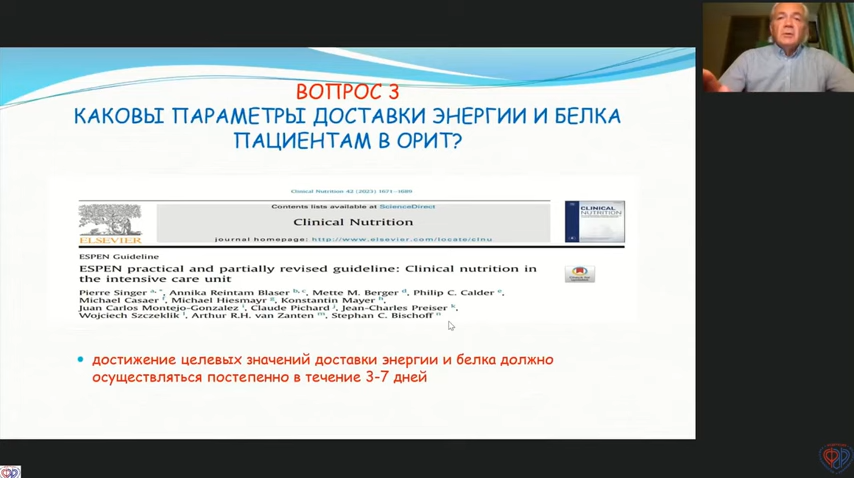 ВОПРОС 3
КАКОВЫ ПАРАМЕТРЫ ДОСТАВКИ ЭНЕРГИИ И БЕЛКА
ПАЦИЕНТАМ В ОРИТ?
Clinical Nutrition 42 (2023) 1671–1689
Contents lists available at ScienceDirect
Clinical Nutrition
journal homepage: http://www.elsevier.com/locate/clnu
ELSEVIER
CLINICAL NUTRITION
ESPEN Guideline
ESPEN practical and partially revised guideline: Clinical nutrition in
the intensive care unit
Pierre Singer a, *, Annika Reintam Blaser b, c, Mette M. Berger d, Philip C. Calder e,
Michael Casaer f, Michael Hiesmayr g, Konstantin Mayer h,
Juan Carlos Montejo-Gonzalez i, Claude Pichard j, Jean-Charles Preiser k,
Wojciech Szczeklik l, Arthur R.H. van Zanten m, Stephan C. Bischoff n
• достижение целевых значений доставки энергии и белка должно
осуществляться постепенно в течение 3-7 дней